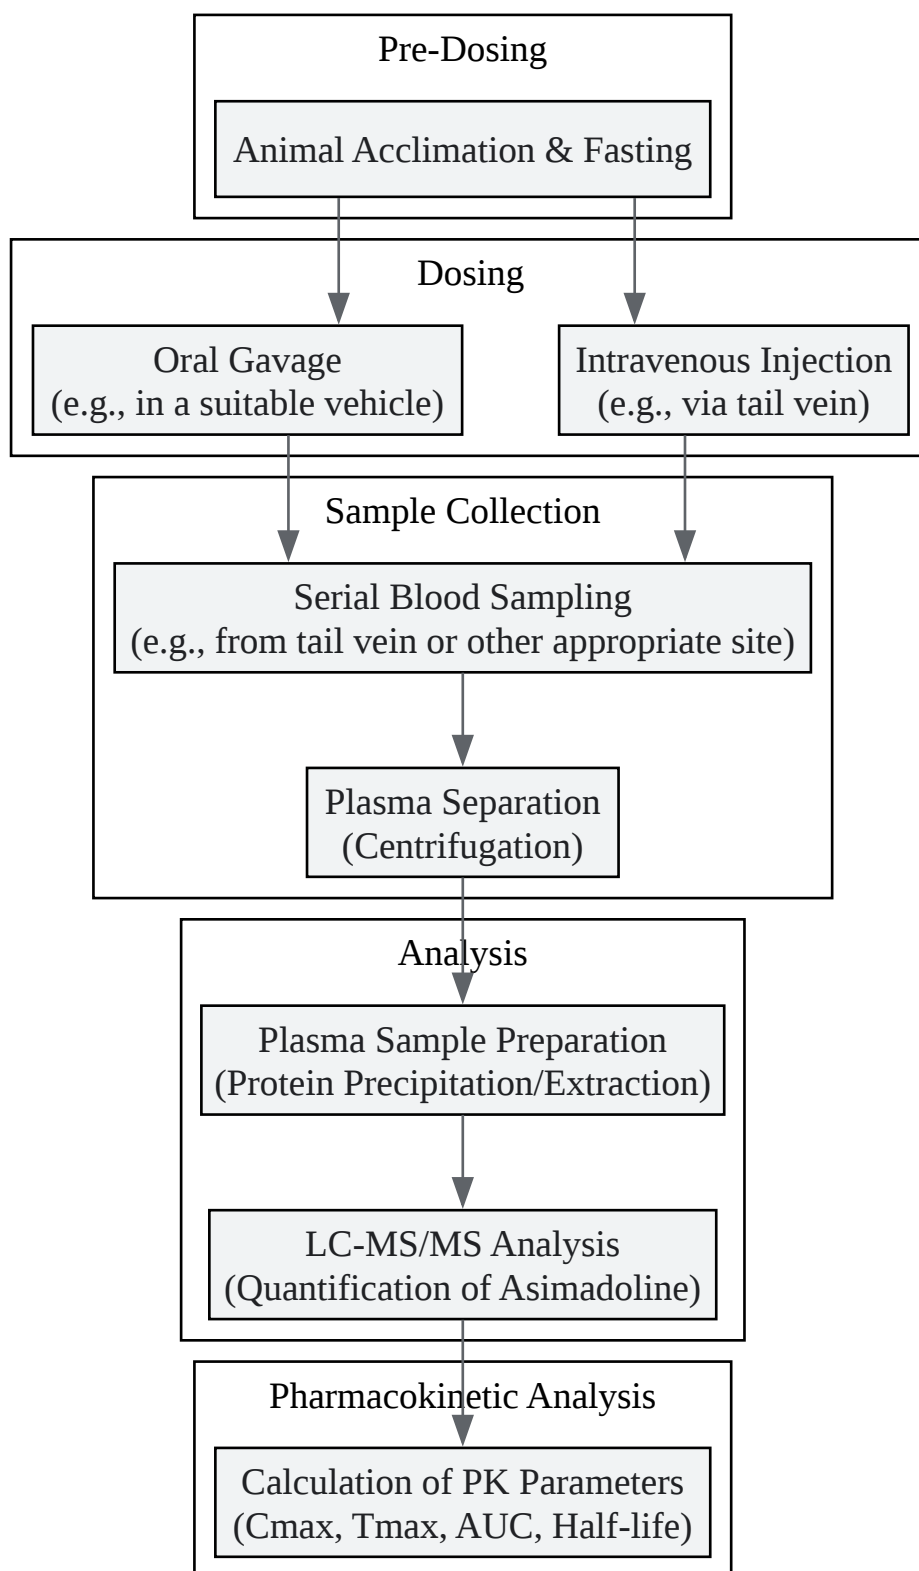 Pre-Dosing
Animal Acclimation & Fasting
Dosing
Oral Gavage
(e.g., in a suitable vehicle)
Intravenous Injection
(e.g., via tail vein)
Sample Collection
Serial Blood Sampling
(e.g., from tail vein or other appropriate site)
Plasma Separation
(Centrifugation)
Analysis
Plasma Sample Preparation
(Protein Precipitation/Extraction)
LC-MS/MS Analysis
(Quantification of Asimadoline)
Pharmacokinetic Analysis
Calculation of PK Parameters
(Cmax, Tmax, AUC, Half-life)